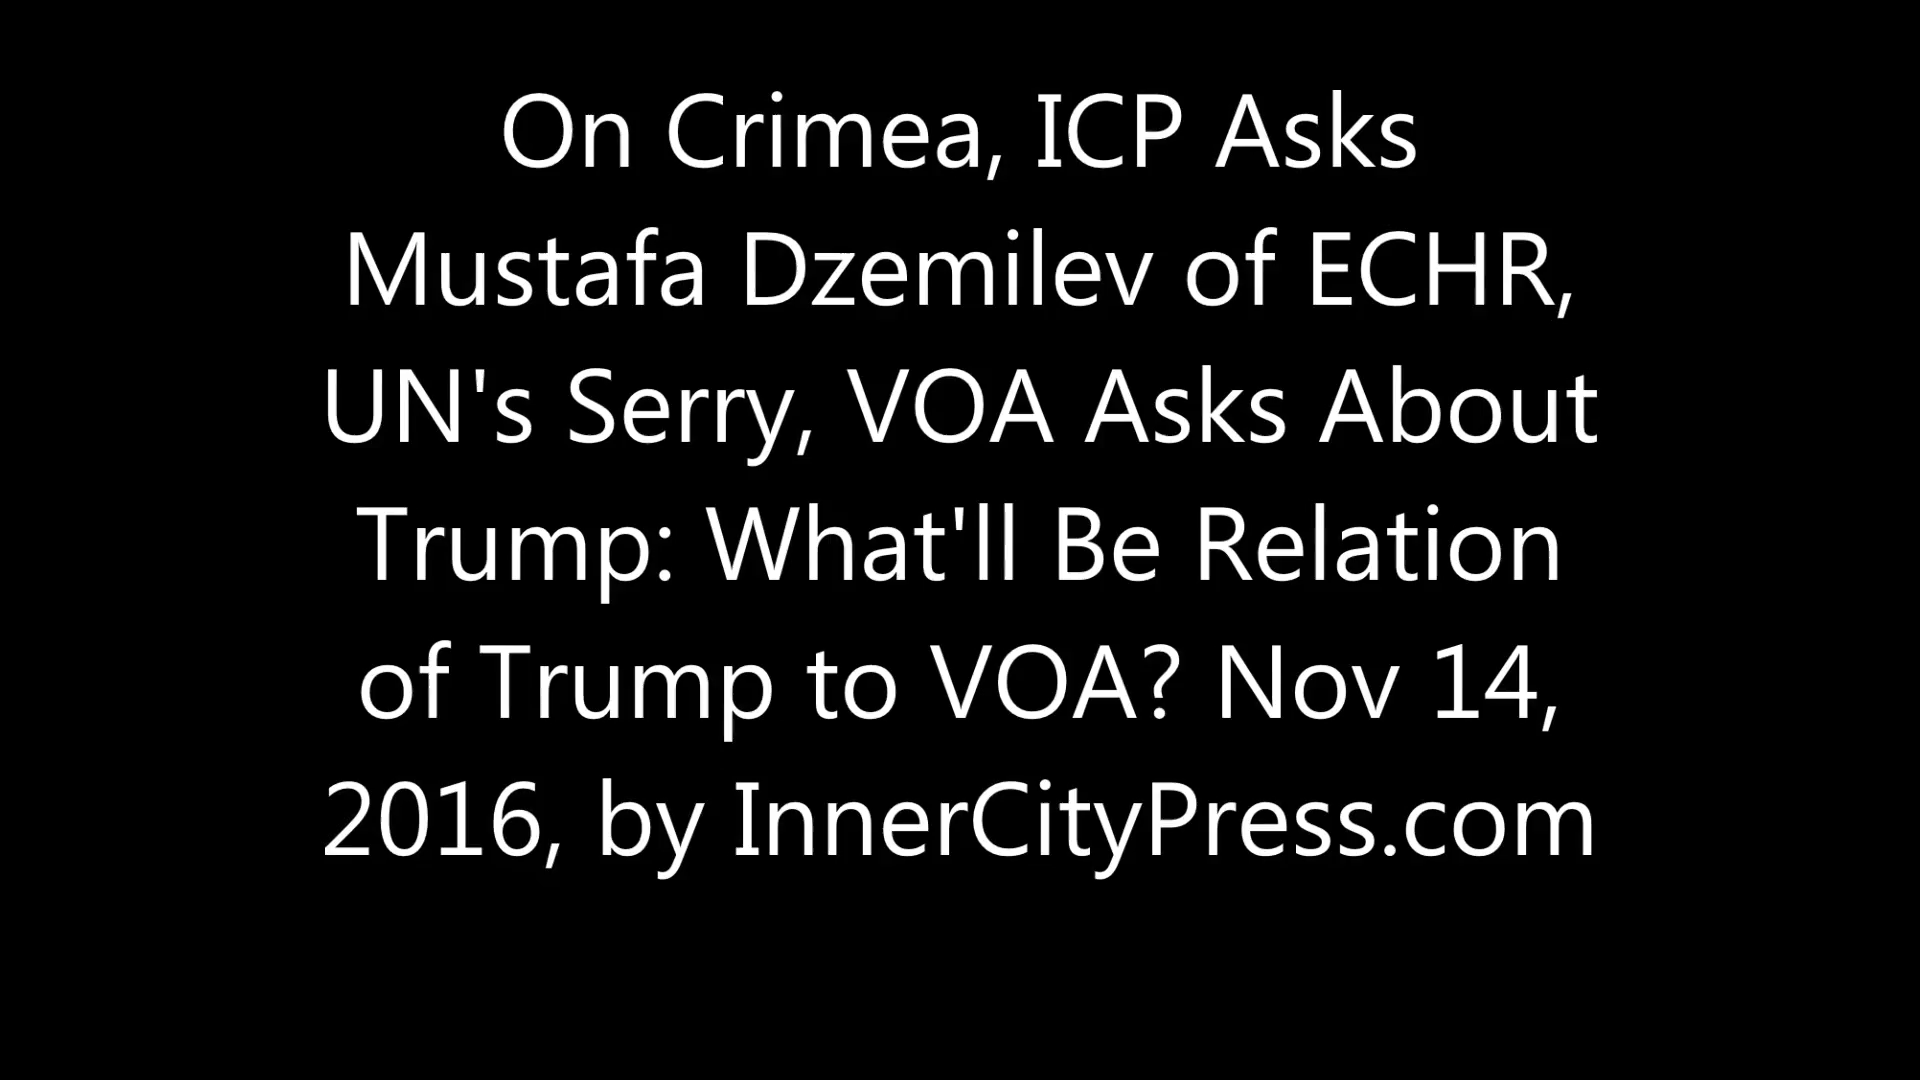 On Crimea, ICP Asks
Mustafa Dzemilev of ECHR,
UN's Serry, VOA Asks About
Trump: What'll Be Relation
of Trump to VOA? Nov 14,
2016, by InnerCityPress.com